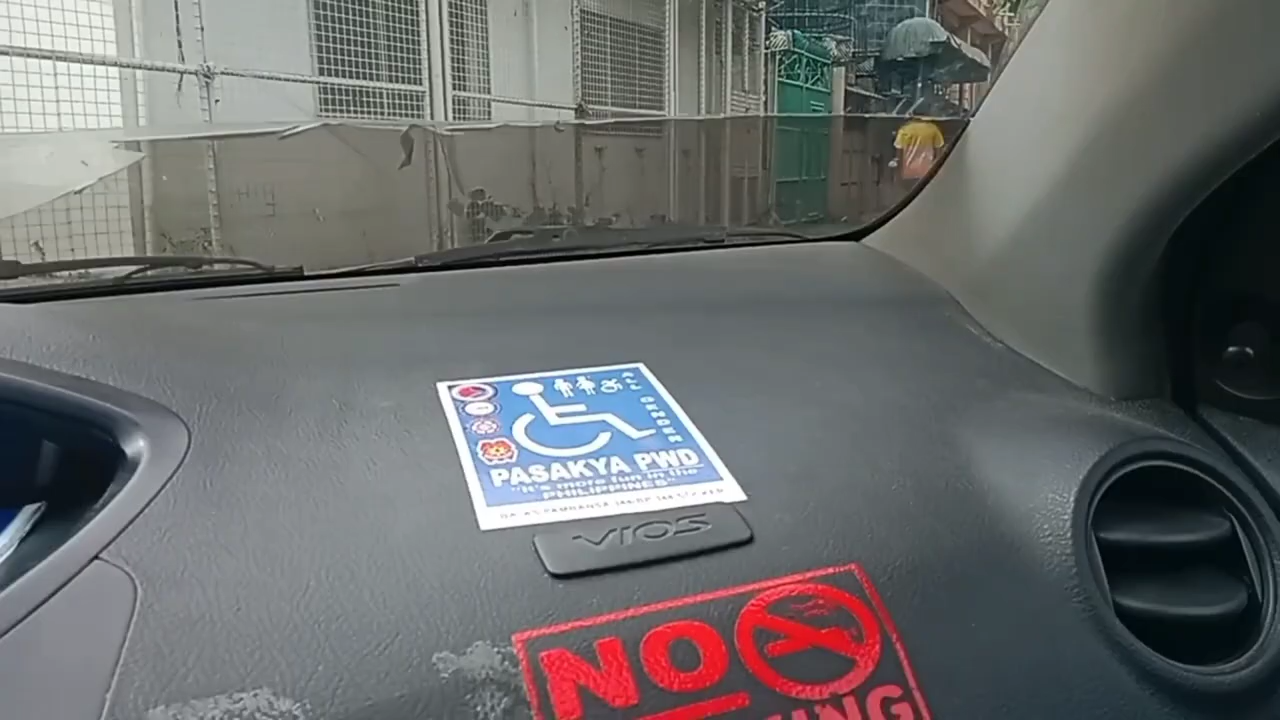 ALL GENDER
PASAKYA PWD
"It's more fun in the
PHILIPPINES"
VIOS
NO